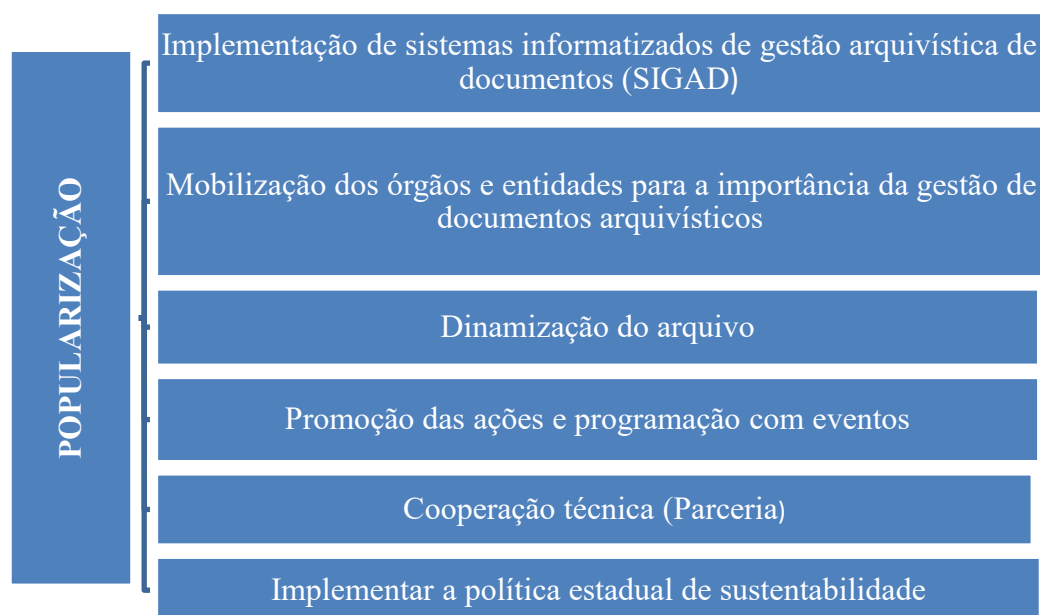 POPULARIZAÇÃO
Implementação de sistemas informatizados de gestão arquivística de
documentos (SIGAD)
Mobilização dos órgãos e entidades para a importância da gestão de
documentos arquivísticos
Dinamização do arquivo
Promoção das ações e programação com eventos
Cooperação técnica (Parceria)
Implementar a política estadual de sustentabilidade